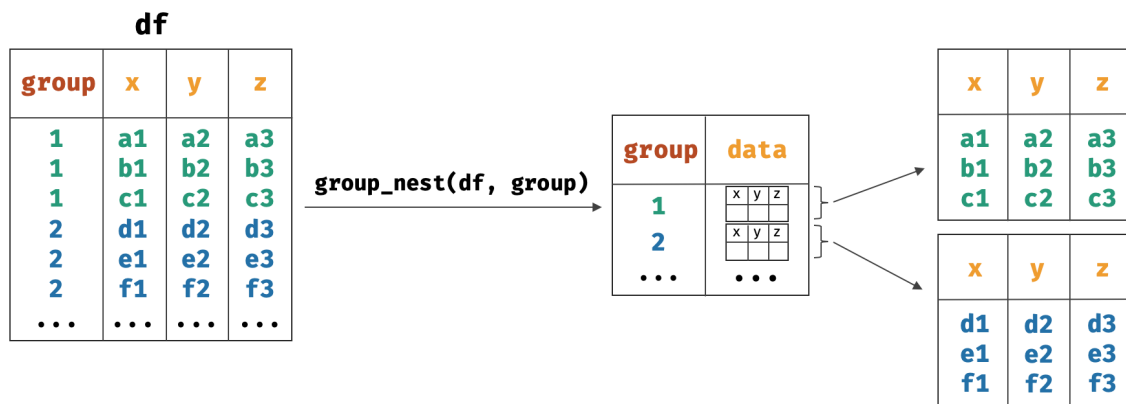 df
group x y z
1 a1 a2 a3
1 b1 b2 b3
1 c1 c2 c3
2 d1 d2 d3
2 e1 e2 e3
2 f1 f2 f3
... ... ... ...
group_nest(df, group)
group data
1 x y z
2 x y z
... ...
x y z
a1 a2 a3
b1 b2 b3
c1 c2 c3
x y z
d1 d2 d3
e1 e2 e3
f1 f2 f3